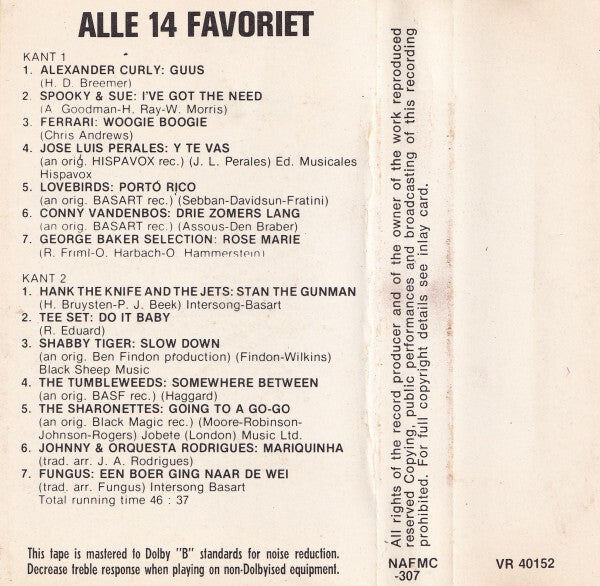 ALLE 14 FAVORIET
KANT 1
1. ALEXANDER CURLY: GUUS
(H. D. Breemer)
2. SPOOKY & SUE: I'VE GOT THE NEED
(A. Goodman-H. Ray-W. Morris)
3. FERRARI: WOOGIE BOOGIE
(Chris Andrews)
4. JOSE LUIS PERALES: Y TE VAS
(an orig. HISPAVOX rec.) (J. L. Perales) Ed. Musicales
Hispavox
5. LOVEBIRDS: PORTO RICO
(an orig. BASART rec.) (Sebban-Davidsun-Fratini)
6. CONNY VANDENBOS: DRIE ZOMERS LANG
(an orig. BASART rec.) (Assous-Den Braber)
7. GEORGE BAKER SELECTION: ROSE MARIE
(R. Friml-O. Harbach-O. Hammerstein)
KANT 2
1. HANK THE KNIFE AND THE JETS: STAN THE GUNMAN
(H. Bruysten-P. J. Beek) Intersong-Basart
2. TEE SET: DO IT BABY
(R. Eduard)
3. SHABBY TIGER: SLOW DOWN
(an orig. Ben Findon production) (Findon-Wilkins)
Black Sheep Music
4. THE TUMBLEWEEDS: SOMEWHERE BETWEEN
(an orig. BASF rec.) (Haggard)
5. THE SHARONETTES: GOING TO A GO-GO
(an orig. Black Magic rec.) (Moore-Robinson-
Johnson-Rogers) Jobete (London) Music Ltd.
6. JOHNNY & ORQUESTA RODRIGUES: MARIQUINHA
(trad. arr. J. A. Rodrigues)
7. FUNGUS: EEN BOER GING NAAR DE WEI
(trad. arr. Fungus) Intersong Basart
Total running time 46 : 37
This tape is mastered to Dolby "B" standards for noise reduction.
Decrease treble response when playing on non-Dolbyised equipment.
All rights of the record producer and of the owner of the work reproduced
reserved Copying, public performances and broadcasting of this recording
prohibited. For full copyright details see inlay card.
NAFMC
-307
VR 40152